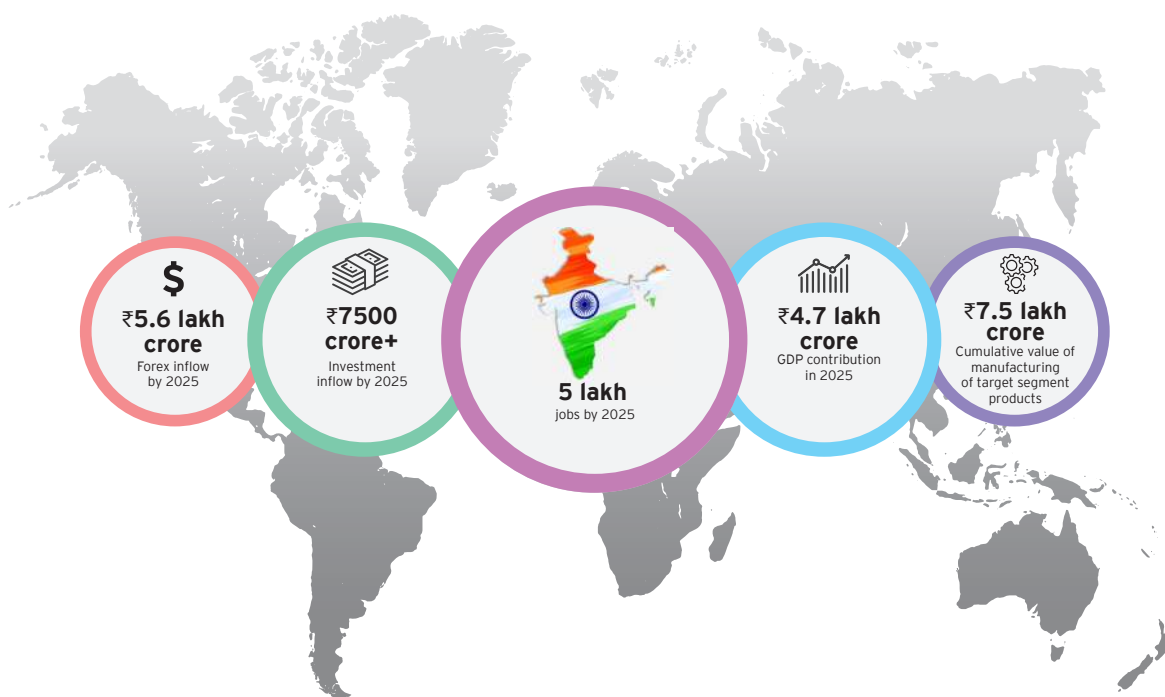 $
₹5.6 lakh
crore
Forex inflow
by 2025
₹7500
crore+
Investment
inflow by 2025
5 lakh
jobs by 2025
₹4.7 lakh
crore
GDP contribution
in 2025
₹7.5 lakh
crore
Cumulative value of
manufacturing
of target segment
products